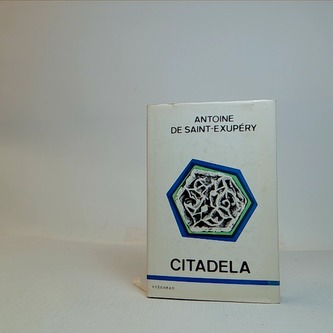 ANTOINE
DE SAINT-EXUPÉRY
CITADELA
VYŠEHRAD